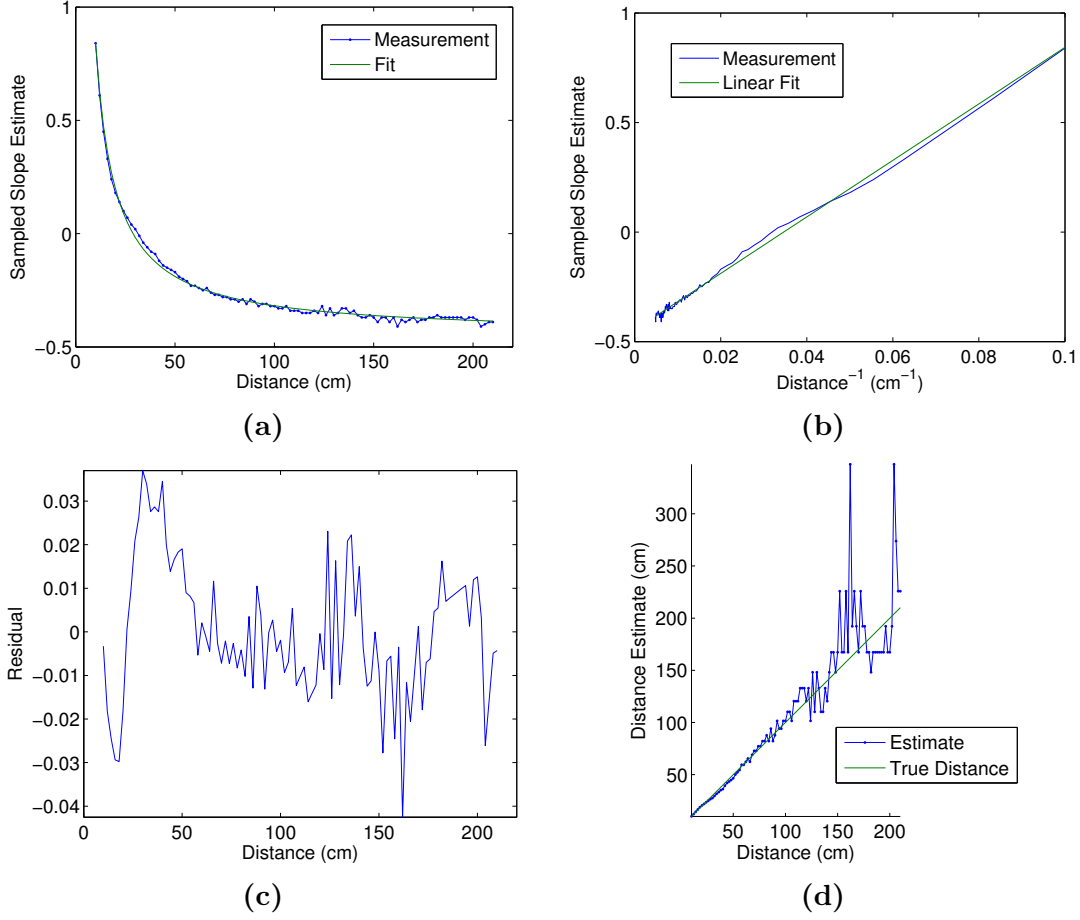 1
0.5
0
−0.5
Sampled Slope Estimate
0
50
100
150
200
Distance (cm)
Measurement
Fit
(a)
1
0.5
0
−0.5
Sampled Slope Estimate
0.02
0.04
0.06
0.08
0.1
Distance⁻¹ (cm⁻¹)
Measurement
Linear Fit
(b)
0.03
0.02
0.01
0
−0.01
−0.02
−0.03
−0.04
Residual
0
50
100
150
200
Distance (cm)
(c)
350
300
250
200
150
100
50
Distance Estimate (cm)
50
100
150
200
Distance (cm)
Estimate
True Distance
(d)